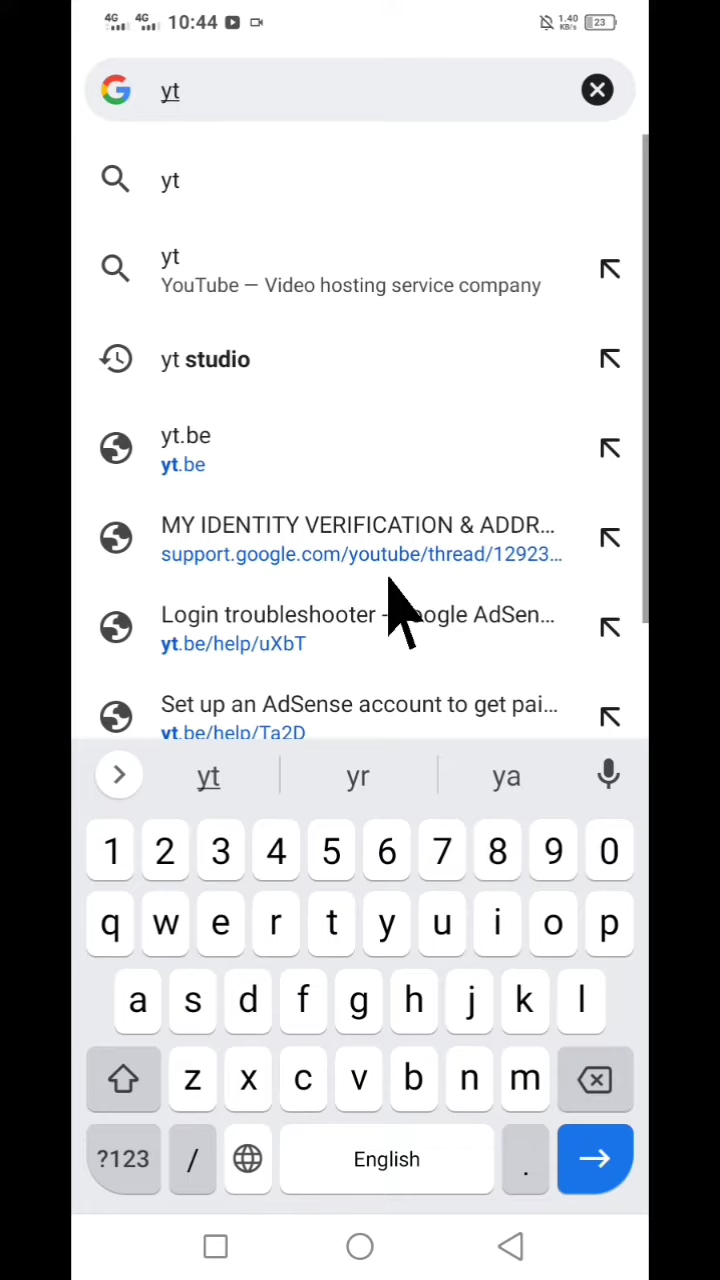 4G 4G 10:44 1.40 KB/s 23
yt
yt
yt
YouTube — Video hosting service company
yt studio
yt.be
yt.be
MY IDENTITY VERIFICATION & ADDR...
support.google.com/youtube/thread/12923...
Login troubleshooter - oogle AdSen...
yt.be/help/uXbT
Set up an AdSense account to get pai...
yt.be/help/Ta2D
yt yr ya
1 2 3 4 5 6 7 8 9 0
q w e r t y u i o p
a s d f g h j k l
z x c v b n m
?123 / English .